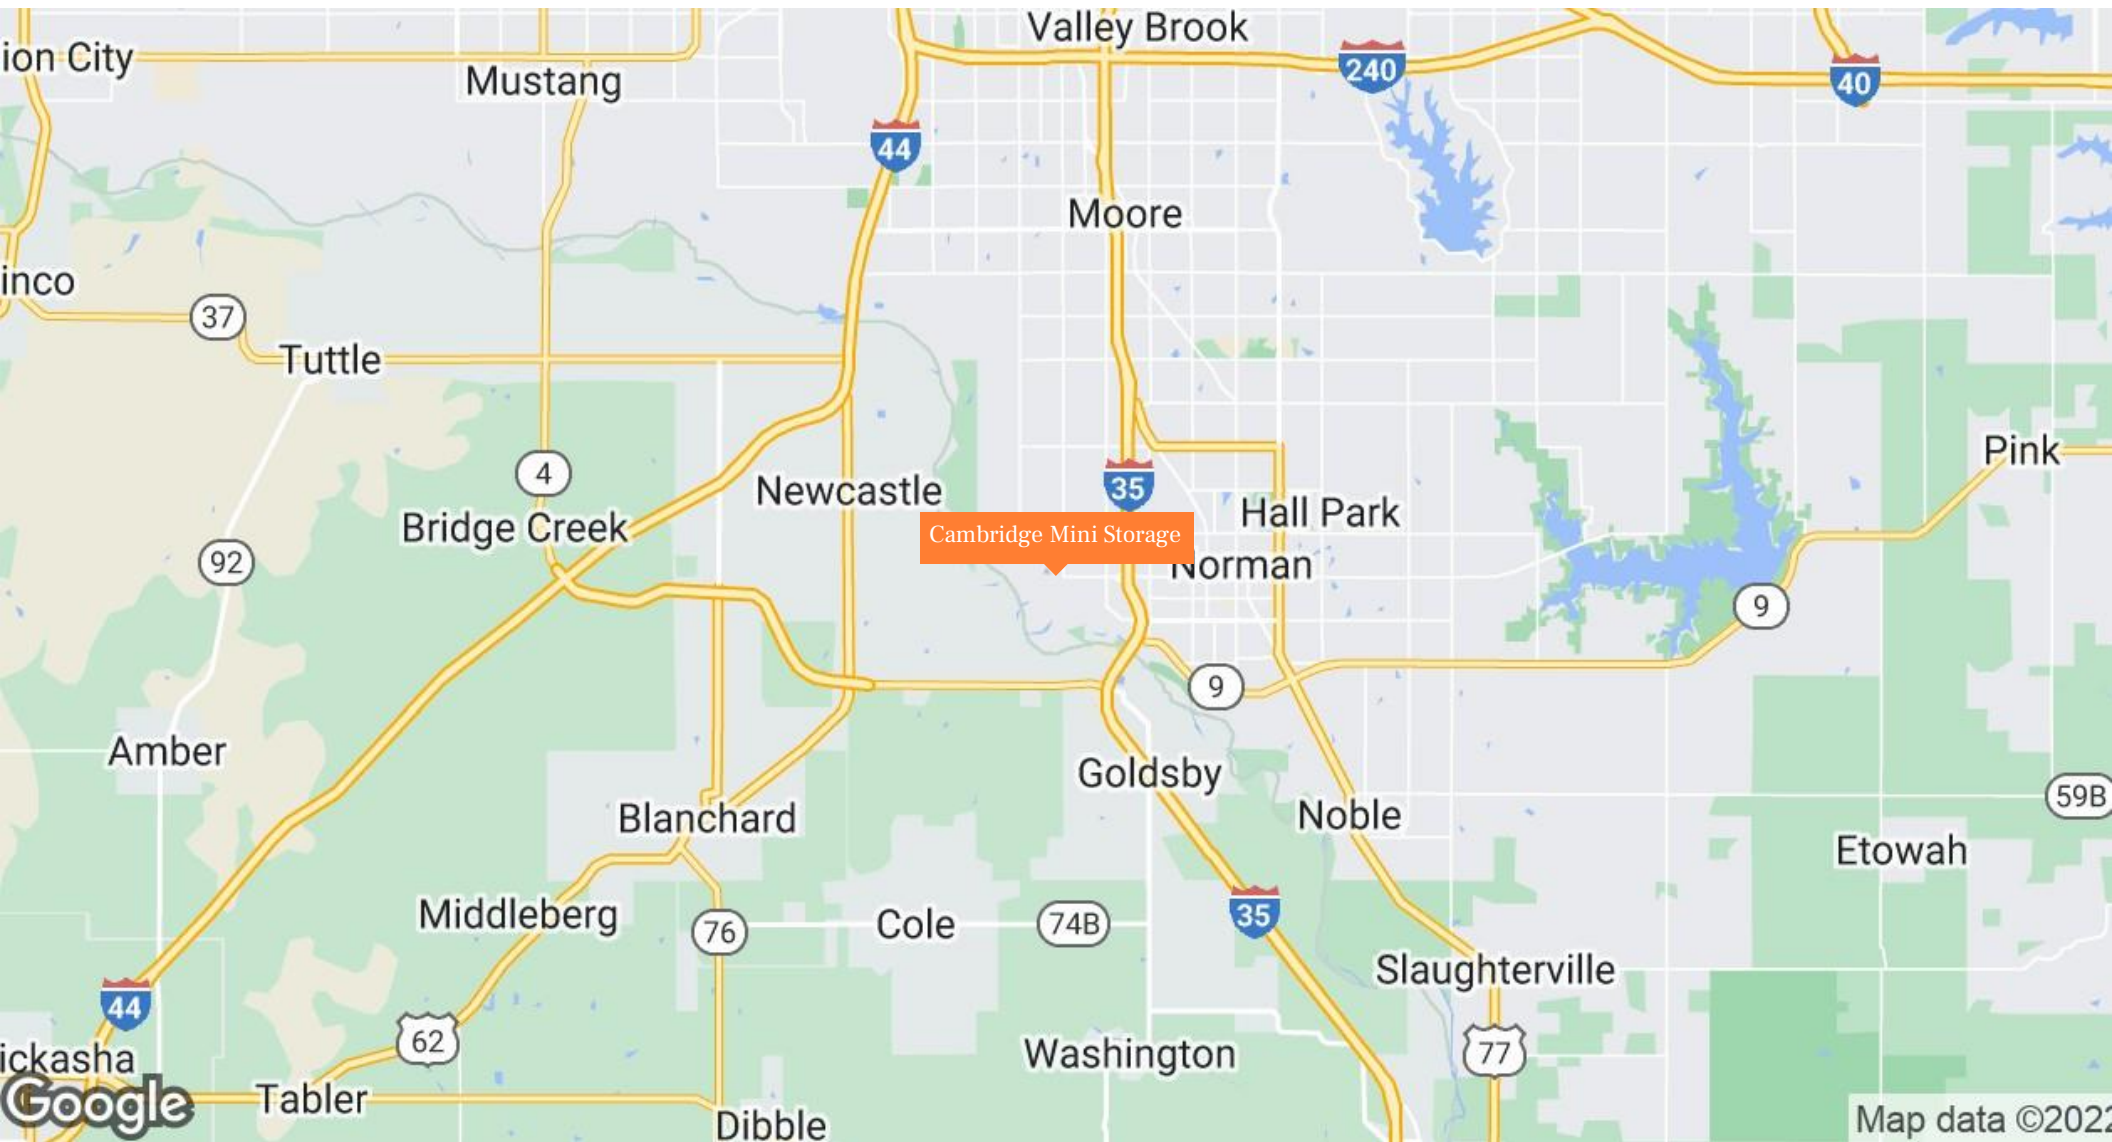 Valley Brook
ion City
Mustang
240
40
44
Moore
inco
37
Tuttle
Pink
4
Newcastle
35
Bridge Creek
Hall Park
Cambridge Mini Storage
92
Norman
9
9
Amber
Goldsby
59B
Blanchard
Noble
Etowah
Middleberg
76
Cole
74B
35
Slaughterville
44
62
Washington
77
ickasha
Google
Tabler
Dibble
Map data ©2022